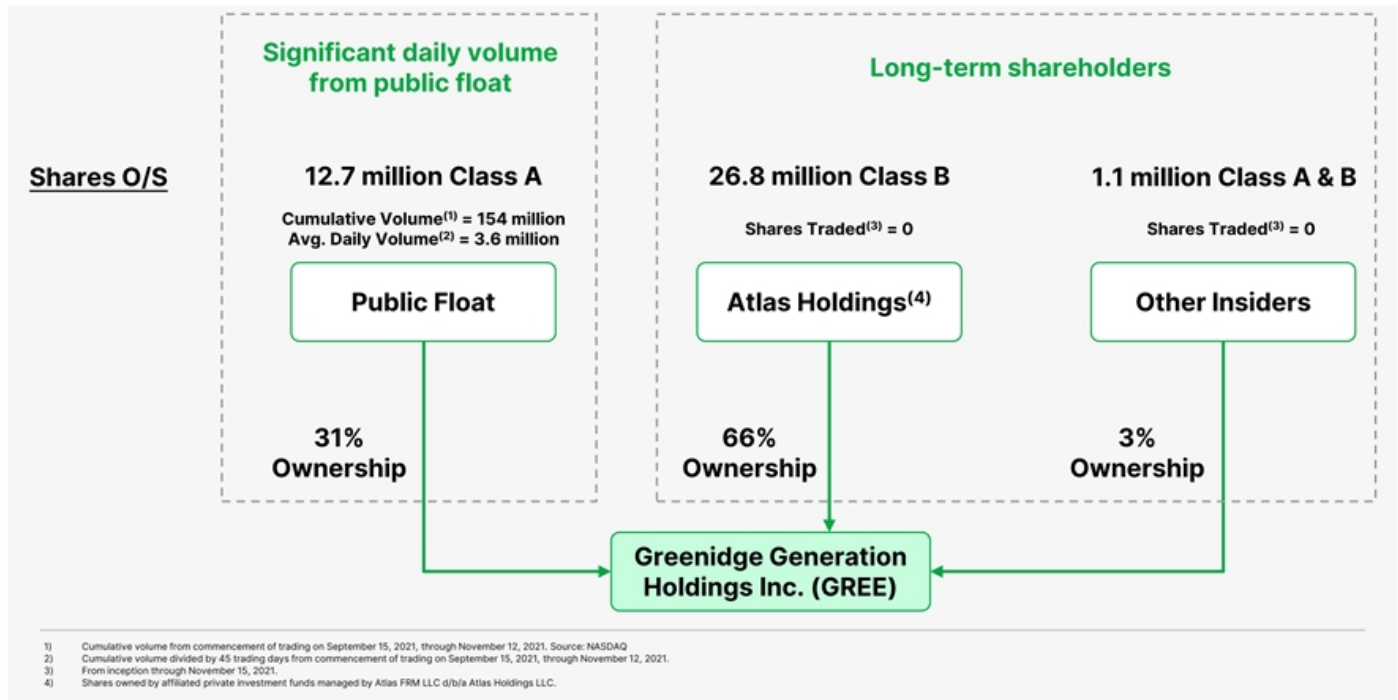 Significant daily volume
from public float
Long-term shareholders
Shares O/S
12.7 million Class A
26.8 million Class B
1.1 million Class A & B
Cumulative Volume(1) = 154 million
Avg. Daily Volume(2) = 3.6 million
Shares Traded(3) = 0
Shares Traded(3) = 0
Public Float
Atlas Holdings(4)
Other Insiders
31%
Ownership
66%
Ownership
3%
Ownership
Greenidge Generation
Holdings Inc. (GREE)
1) Cumulative volume from commencement of trading on September 15, 2021, through November 12, 2021. Source: NASDAQ
2) Cumulative volume divided by 45 trading days from commencement of trading on September 15, 2021, through November 12, 2021.
3) From inception through November 15, 2021.
4) Shares owned by affiliated private investment funds managed by Atlas FRM LLC d/b/a Atlas Holdings LLC.